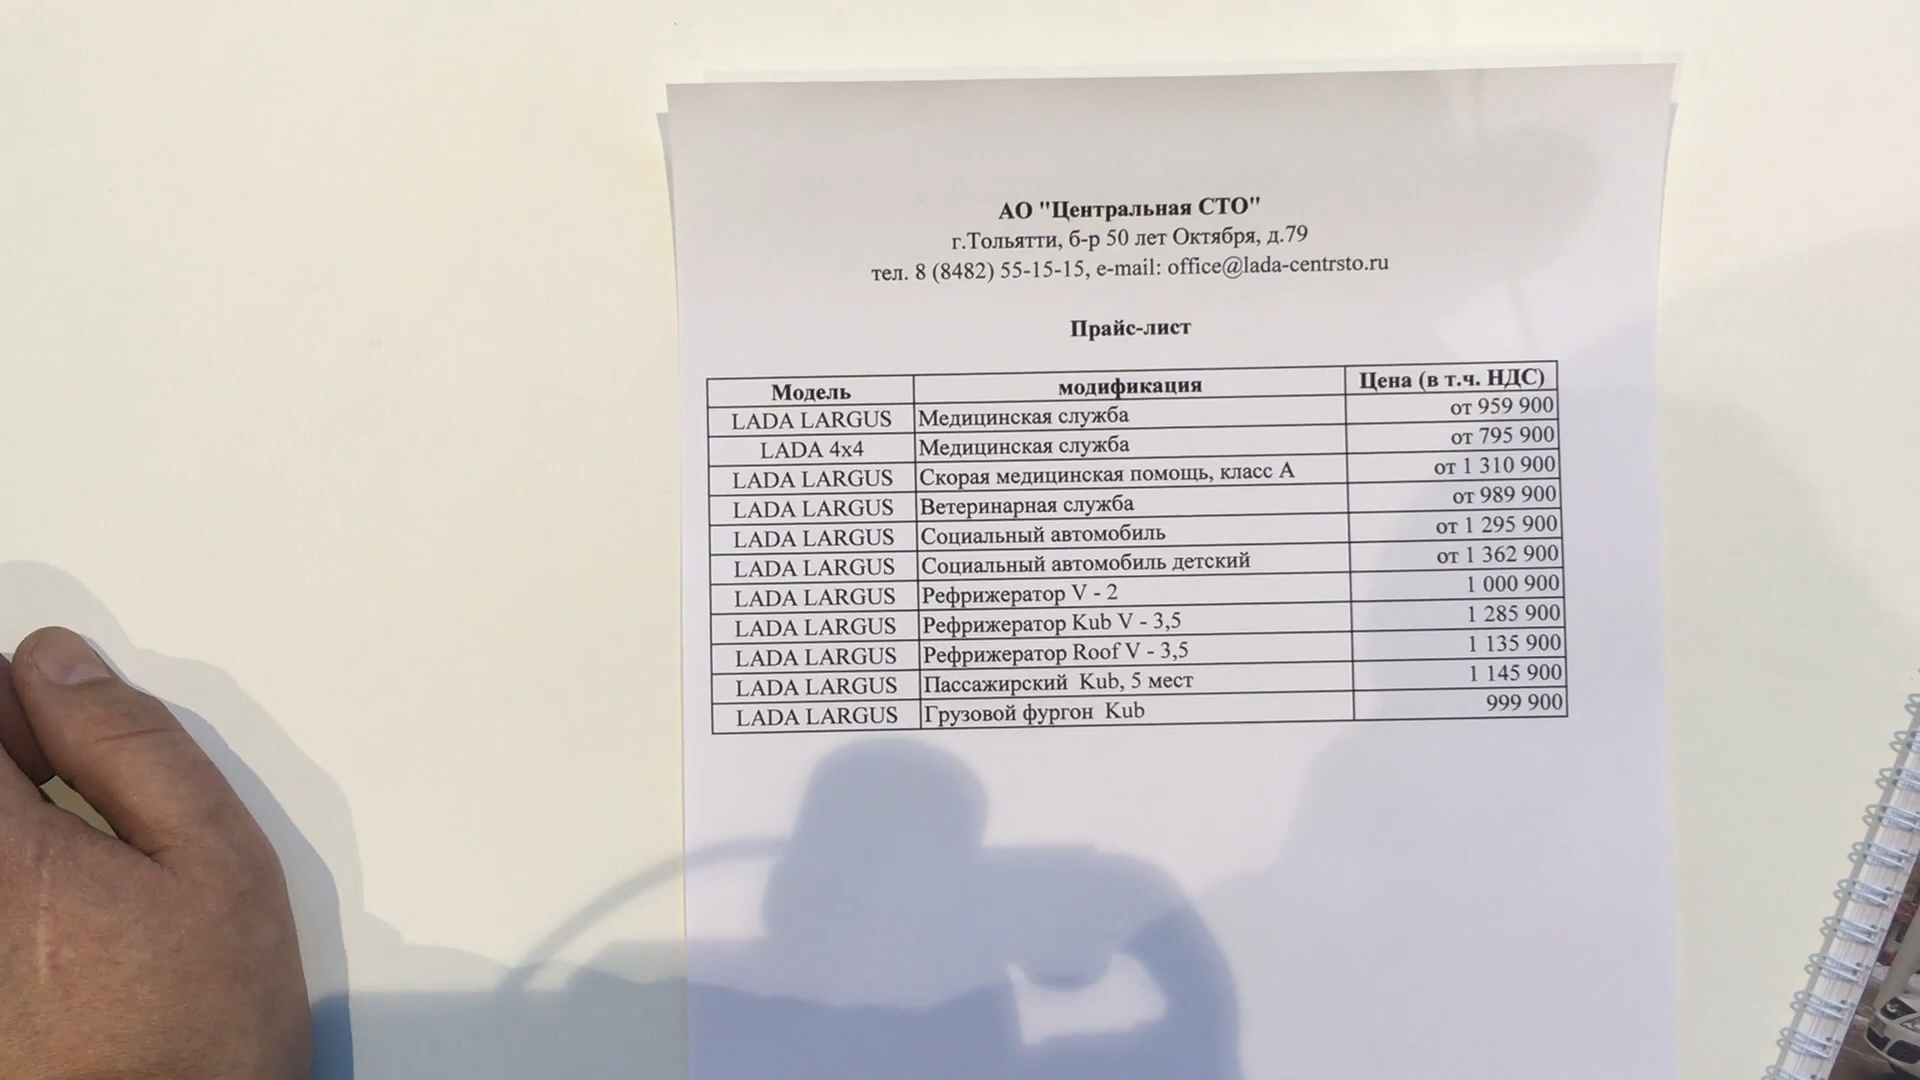 АО "Центральная СТО"
г.Тольятти, б-р 50 лет Октября, д.79
тел. 8 (8482) 55-15-15, e-mail: office@lada-centrsto.ru
Прайс-лист
Модель модификация Цена (в т.ч. НДС)
LADA LARGUS Медицинская служба от 959 900
LADA 4x4 Медицинская служба от 795 900
LADA LARGUS Скорая медицинская помощь, класс А от 1 310 900
LADA LARGUS Ветеринарная служба от 989 900
LADA LARGUS Социальный автомобиль от 1 295 900
LADA LARGUS Социальный автомобиль детский от 1 362 900
LADA LARGUS Рефрижератор V - 2 1 000 900
LADA LARGUS Рефрижератор Kub V - 3,5 1 285 900
LADA LARGUS Рефрижератор Roof V - 3,5 1 135 900
LADA LARGUS Пассажирский Kub, 5 мест 1 145 900
LADA LARGUS Грузовой фургон Kub 999 900